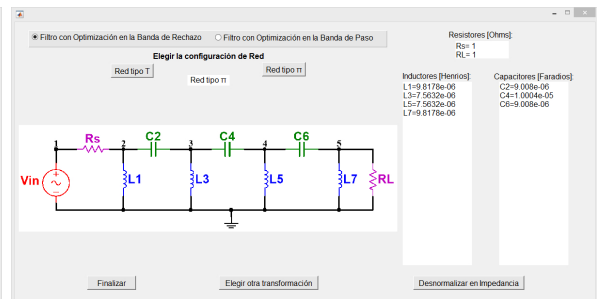 Filtro con Optimización en la Banda de Rechazo
Filtro con Optimización en la Banda de Paso
Elegir la configuración de Red
Red tipo T
Red tipo π
Red tipo π
Resistores [Ohms]:
Rs= 1
RL= 1
Inductores [Henrios]:
L1=9.8178e-06
L3=7.5632e-06
L5=7.5632e-06
L7=9.8178e-06
Capacitores [Faradios]:
C2=9.008e-06
C4=1.0004e-05
C6=9.008e-06
1
Rs
2
C2
3
C4
4
C6
5
Vin
L1
L3
L5
L7
RL
Finalizar
Elegir otra transformación
Desnormalizar en Impedancia